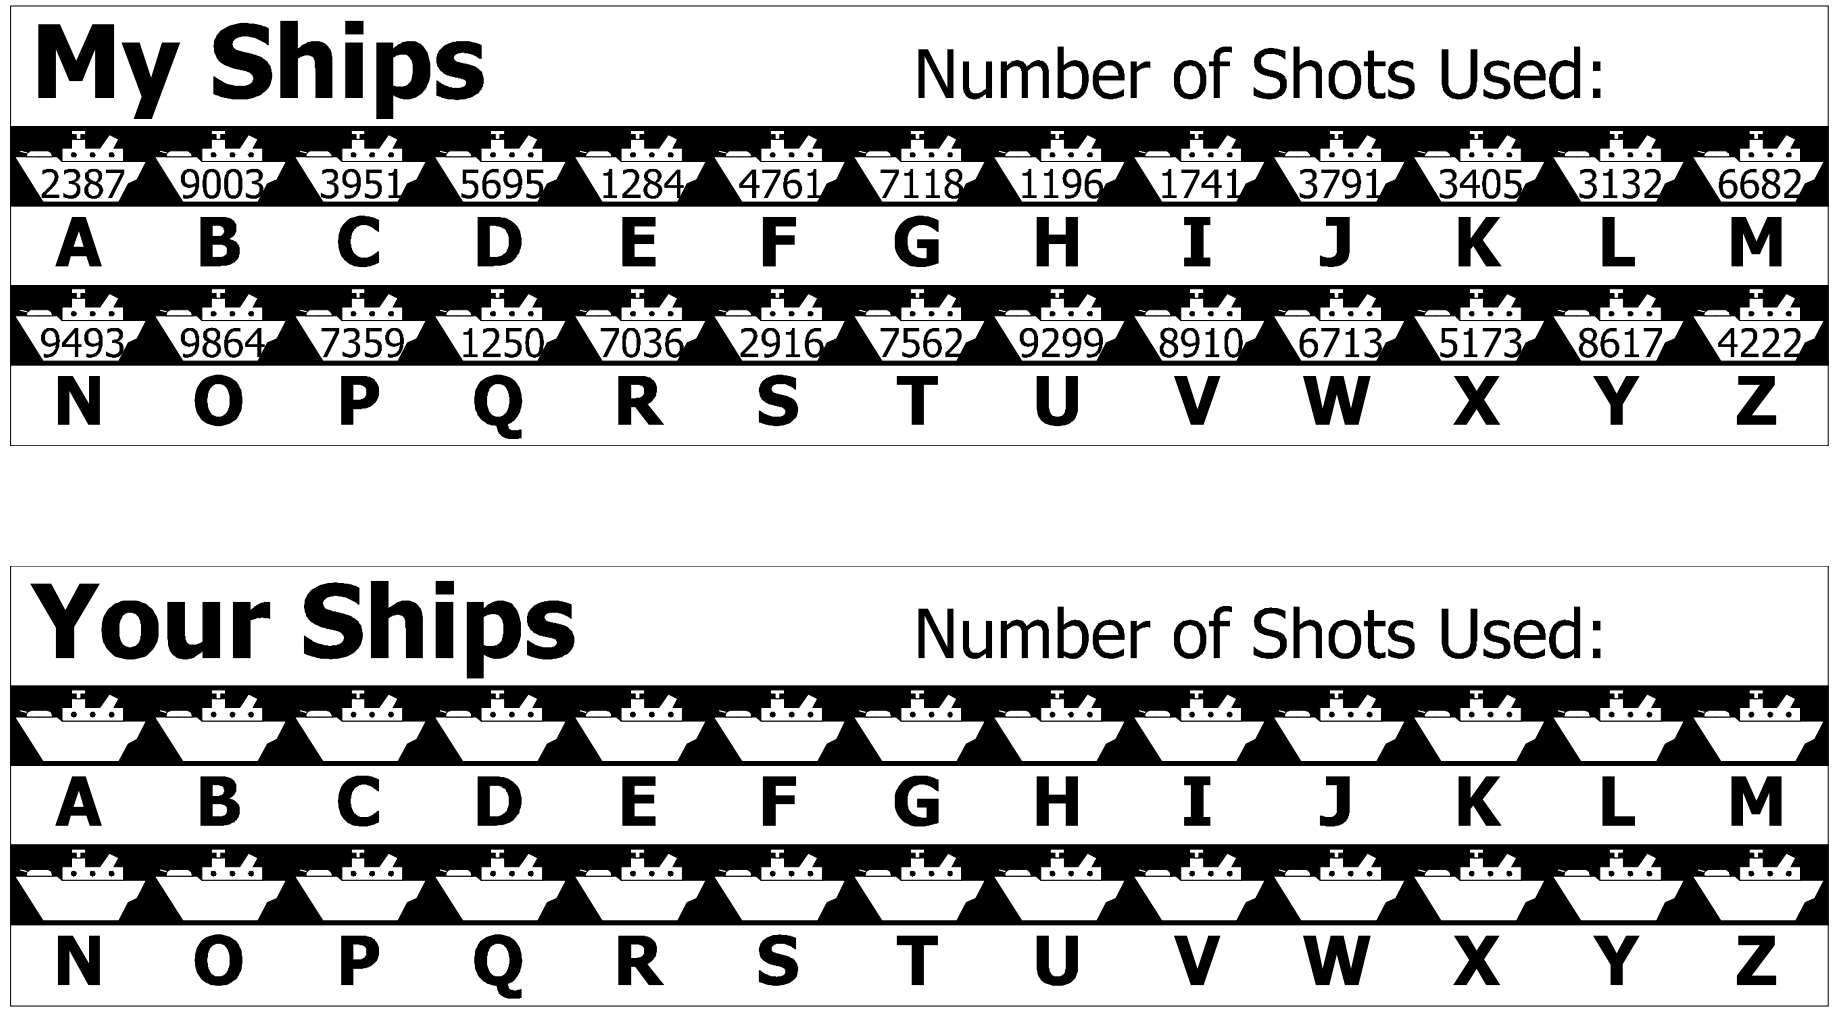 My Ships Number of Shots Used:
2387 9003 3951 5695 1284 4761 7118 1196 1741 3791 3405 3132 6682
A B C D E F G H I J K L M
9493 9864 7359 1250 7036 2916 7562 9299 8910 6713 5173 8617 4222
N O P Q R S T U V W X Y Z
Your Ships Number of Shots Used:
A B C D E F G H I J K L M
N O P Q R S T U V W X Y Z